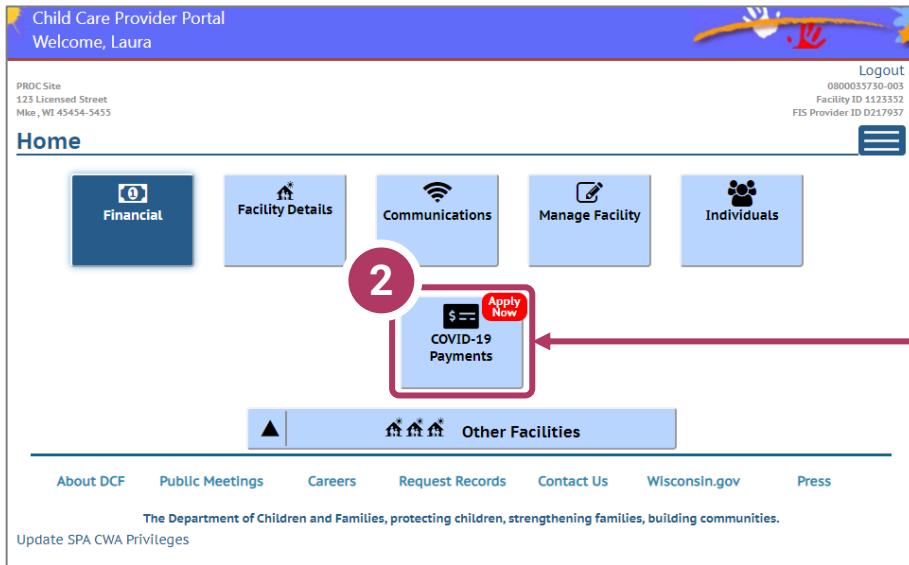 Child Care Provider Portal
Welcome, Laura
Logout
PROC Site
123 Licensed Street
Mke , WI 45454-5455
0800035730-003
Facility ID 1123352
FIS Provider ID D217937
Home
Financial
Facility Details
Communications
Manage Facility
Individuals
2
Apply
Now
COVID-19
Payments
Other Facilities
About DCF Public Meetings Careers Request Records Contact Us Wisconsin.gov Press
The Department of Children and Families, protecting children, strengthening families, building communities.
Update SPA CWA Privileges